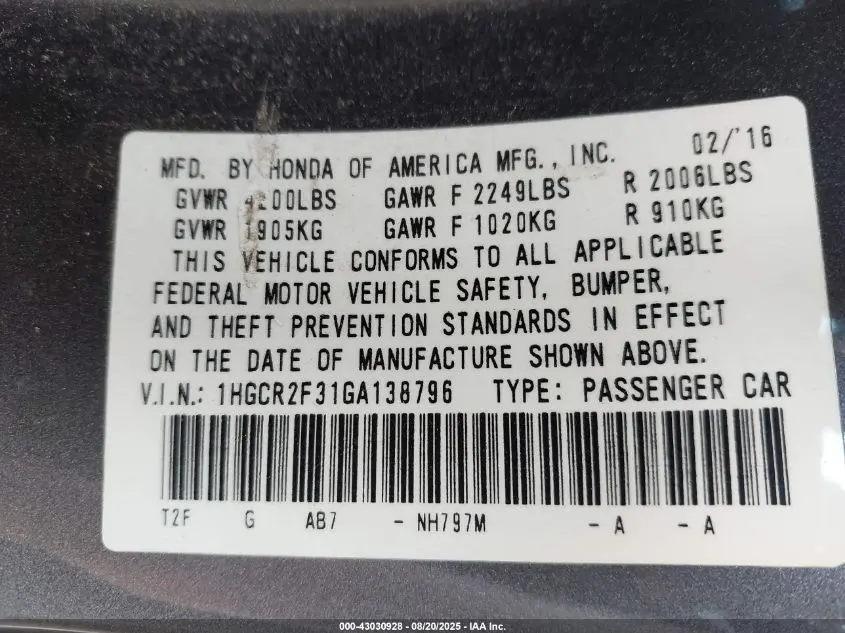 MFD. BY HONDA OF AMERICA MFG., INC. 02/'16
GVWR 4200LBS GAWR F 2249LBS R 2006LBS
GVWR 1905KG GAWR F 1020KG R 910KG
THIS VEHICLE CONFORMS TO ALL APPLICABLE
FEDERAL MOTOR VEHICLE SAFETY, BUMPER,
AND THEFT PREVENTION STANDARDS IN EFFECT
ON THE DATE OF MANUFACTURE SHOWN ABOVE.
V.I.N.: 1HGCR2F31GA138796 TYPE: PASSENGER CAR
T2F G AB7 - NH797M - A - A
000-43030928 - 08/20/2025 - IAA Inc.